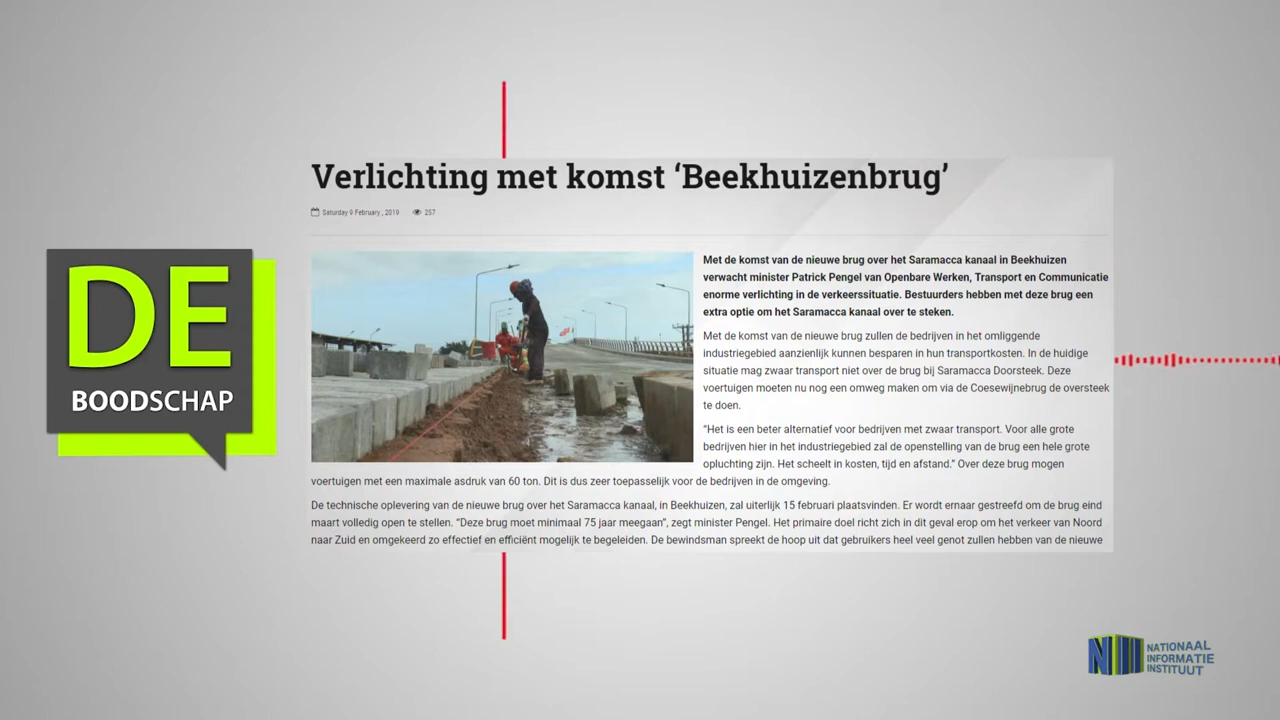 Verlichting met komst ‘Beekhuizenbrug’
Saturday 9 February , 2019 257
DE
BOODSCHAP
Met de komst van de nieuwe brug over het Saramacca kanaal in Beekhuizen
verwacht minister Patrick Pengel van Openbare Werken, Transport en Communicatie
enorme verlichting in de verkeerssituatie. Bestuurders hebben met deze brug een
extra optie om het Saramacca kanaal over te steken.
Met de komst van de nieuwe brug zullen de bedrijven in het omliggende
industriegebied aanzienlijk kunnen besparen in hun transportkosten. In de huidige
situatie mag zwaar transport niet over de brug bij Saramacca Doorsteek. Deze
voertuigen moeten nu nog een omweg maken om via de Coesewijnebrug de oversteek
te doen.
“Het is een beter alternatief voor bedrijven met zwaar transport. Voor alle grote
bedrijven hier in het industriegebied zal de openstelling van de brug een hele grote
opluchting zijn. Het scheelt in kosten, tijd en afstand.” Over deze brug mogen
voertuigen met een maximale asdruk van 60 ton. Dit is dus zeer toepasselijk voor de bedrijven in de omgeving.
De technische oplevering van de nieuwe brug over het Saramacca kanaal, in Beekhuizen, zal uiterlijk 15 februari plaatsvinden. Er wordt ernaar gestreefd om de brug eind
maart volledig open te stellen. “Deze brug moet minimaal 75 jaar meegaan”, zegt minister Pengel. Het primaire doel richt zich in dit geval erop om het verkeer van Noord
naar Zuid en omgekeerd zo effectief en efficiënt mogelijk te begeleiden. De bewindsman spreekt de hoop uit dat gebruikers heel veel genot zullen hebben van de nieuwe
NII
NATIONAAL
INFORMATIE
INSTITUUT